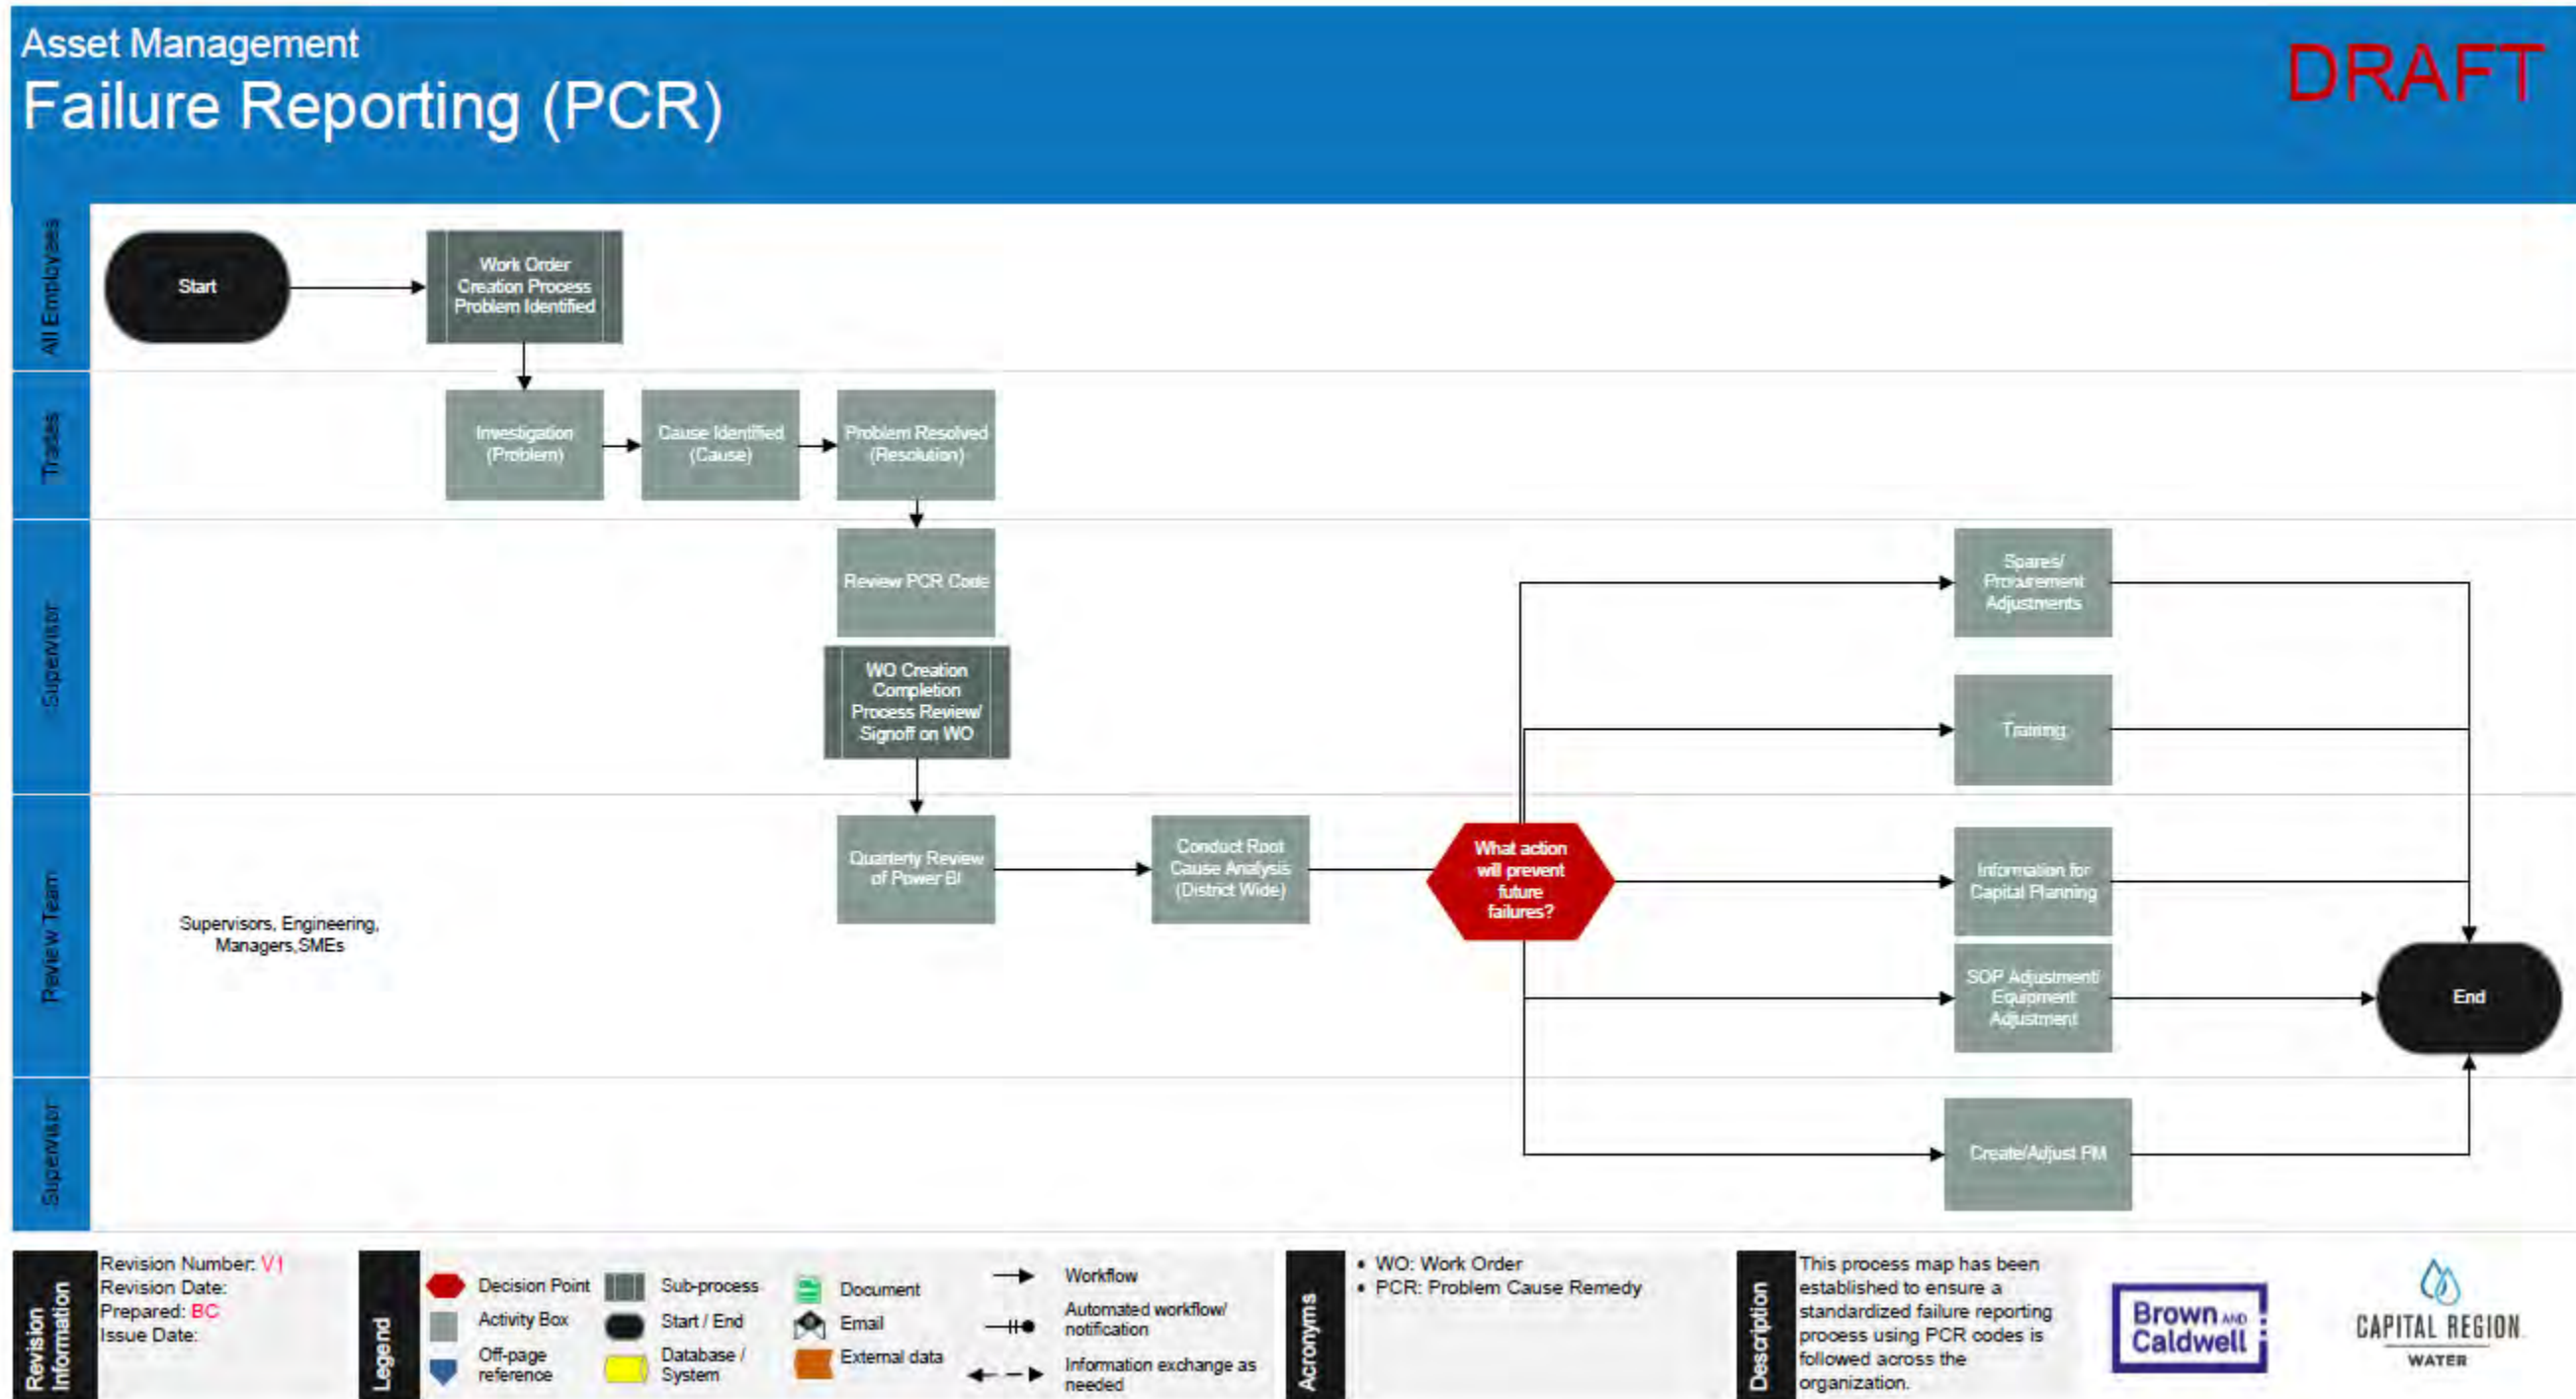 Asset Management
Failure Reporting (PCR)
DRAFT
All Employees
Start
Work Order
Creation Process
Problem Identified
Trades
Investigation
(Problem)
Cause Identified
(Cause)
Problem Resolved
(Resolution)
Supervisor
Review PCR Code
WO Creation
Completion
Process Review/
Signoff on WO
Spares/
Procurement
Adjustments
Training
Review Team
Supervisors, Engineering,
Managers,SMEs
Quarterly Review
of Power BI
Conduct Root
Cause Analysis
(District Wide)
What action
will prevent
future
failures?
Information for
Capital Planning
SOP Adjustment/
Equipment
Adjustment
End
Supervisor
Create/Adjust PM
Revision
Information
Revision Number: V1
Revision Date:
Prepared: BC
Issue Date:
Legend
Decision Point
Activity Box
Off-page
reference
Sub-process
Start / End
Database /
System
Document
Email
External data
Workflow
Automated workflow/
notification
Information exchange as
needed
Acronyms
• WO: Work Order
• PCR: Problem Cause Remedy
Description
This process map has been
established to ensure a
standardized failure reporting
process using PCR codes is
followed across the
organization.
Brown AND
Caldwell
CAPITAL REGION
WATER